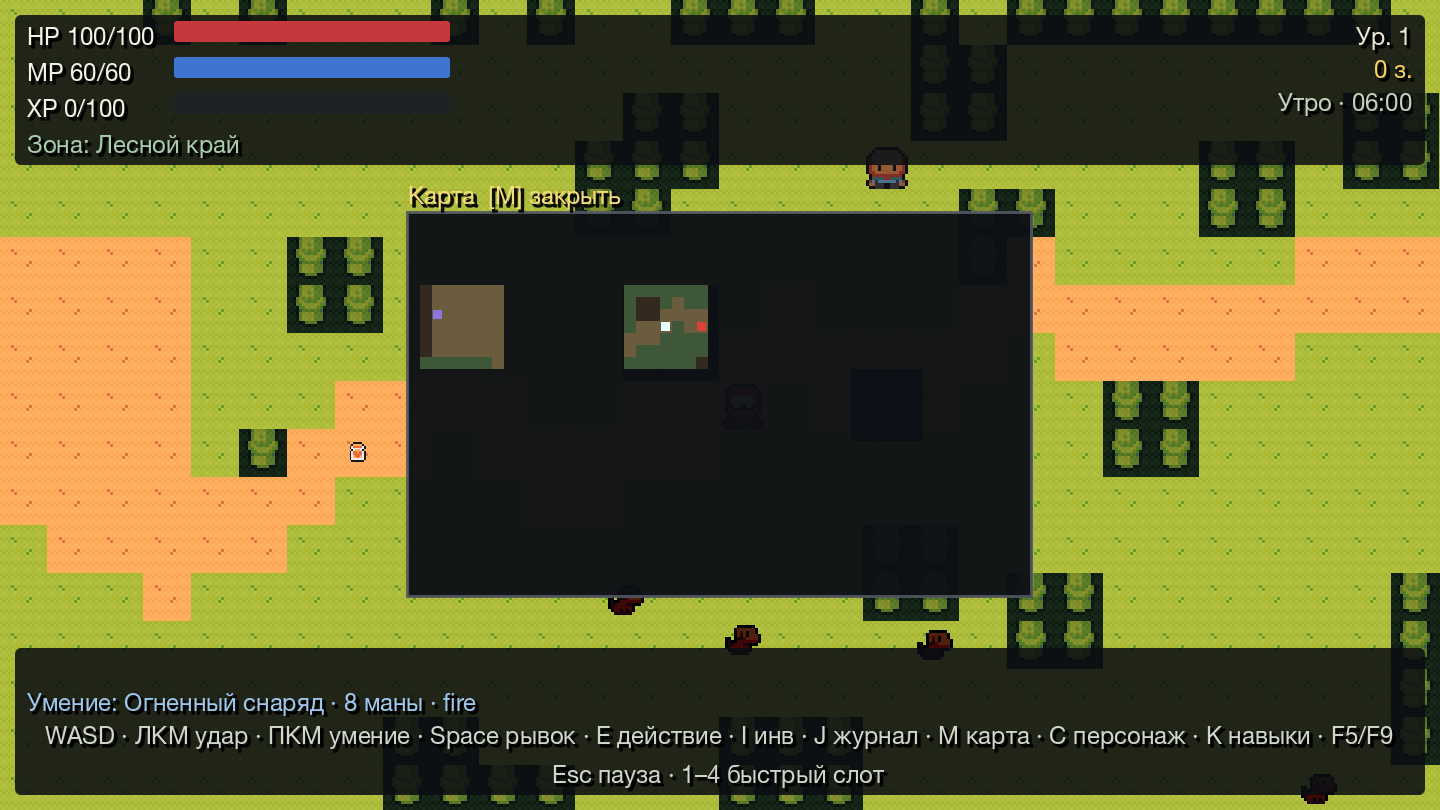 HP 100/100
MP 60/60
XP 0/100
Зона: Лесной край
Ур. 1
0 з.
Утро · 06:00
Карта [M] закрыть
Умение: Огненный снаряд · 8 маны · fire
WASD · ЛКМ удар · ПКМ умение · Space рывок · E действие · I инв · J журнал · M карта · C персонаж · K навыки · F5/F9
Esc пауза · 1–4 быстрый слот